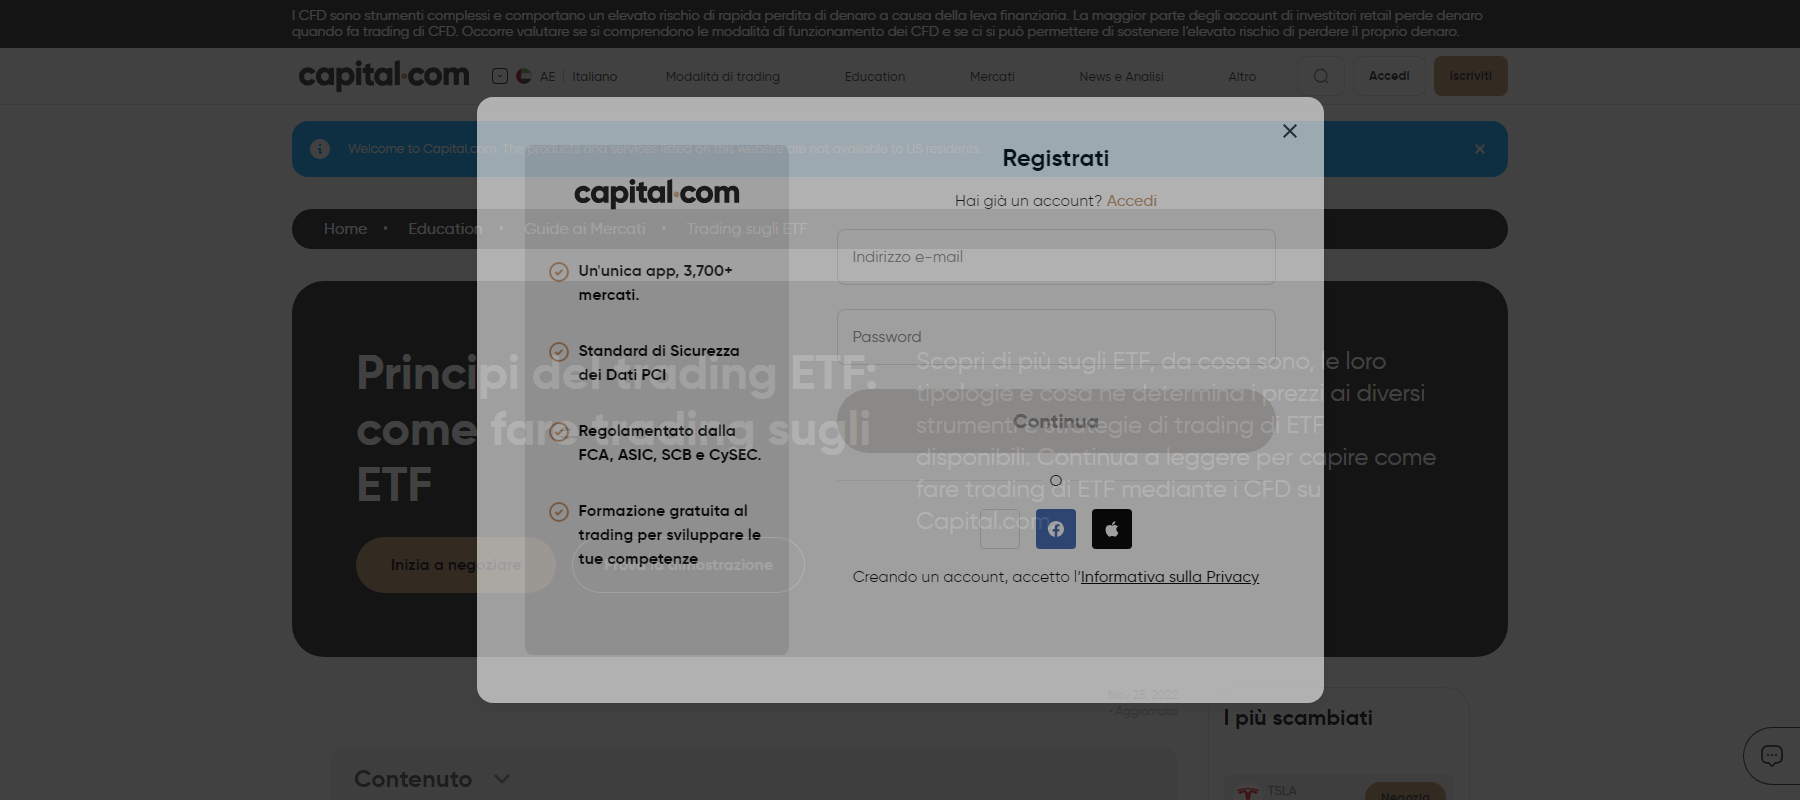 I CFD sono strumenti complessi e comportano un elevato rischio di rapida perdita di denaro a causa della leva finanziaria. La maggior parte degli account di investitori retail perde denaro
quando fa trading di CFD. Occorre valutare se si comprendono le modalità di funzionamento dei CFD e se ci si può permettere di sostenere l'elevato rischio di perdere il proprio denaro.
capital.com
AE
Italiano
Modalità di trading
Education
Mercati
News e Analisi
Altro
Accedi
Iscriviti
Welcome to Capital.com. The products and services listed on this website are not available to US residents.
Home • Education • Guide ai Mercati • Trading sugli ETF
Principi del trading ETF:
come fare trading sugli
ETF
Scopri di più sugli ETF, da cosa sono, le loro
tipologie e cosa ne determina i prezzi ai diversi
strumenti e strategie di trading di ETF
disponibili. Continua a leggere per capire come
fare trading di ETF mediante i CFD su
Capital.com
Inizia a negoziare
Prova la dimostrazione
capital.com
Un'unica app, 3,700+
mercati.
Standard di Sicurezza
dei Dati PCI
Regolamentato dalla
FCA, ASIC, SCB e CySEC.
Formazione gratuita al
trading per sviluppare le
tue competenze
Registrati
Hai già un account? Accedi
Indirizzo e-mail
Password
Continua
O
Creando un account, accetto l'Informativa sulla Privacy
Nov 28, 2022
• Aggiornato
I più scambiati
Contenuto
TSLA
Negozia